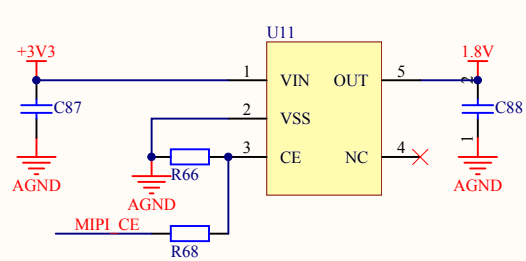 U11
+3V3
1.8V
1
VIN
OUT
5
2
C87
2
VSS
C88
1
3
CE
NC
4
R66
AGND
AGND
AGND
MIPI_CE
R68